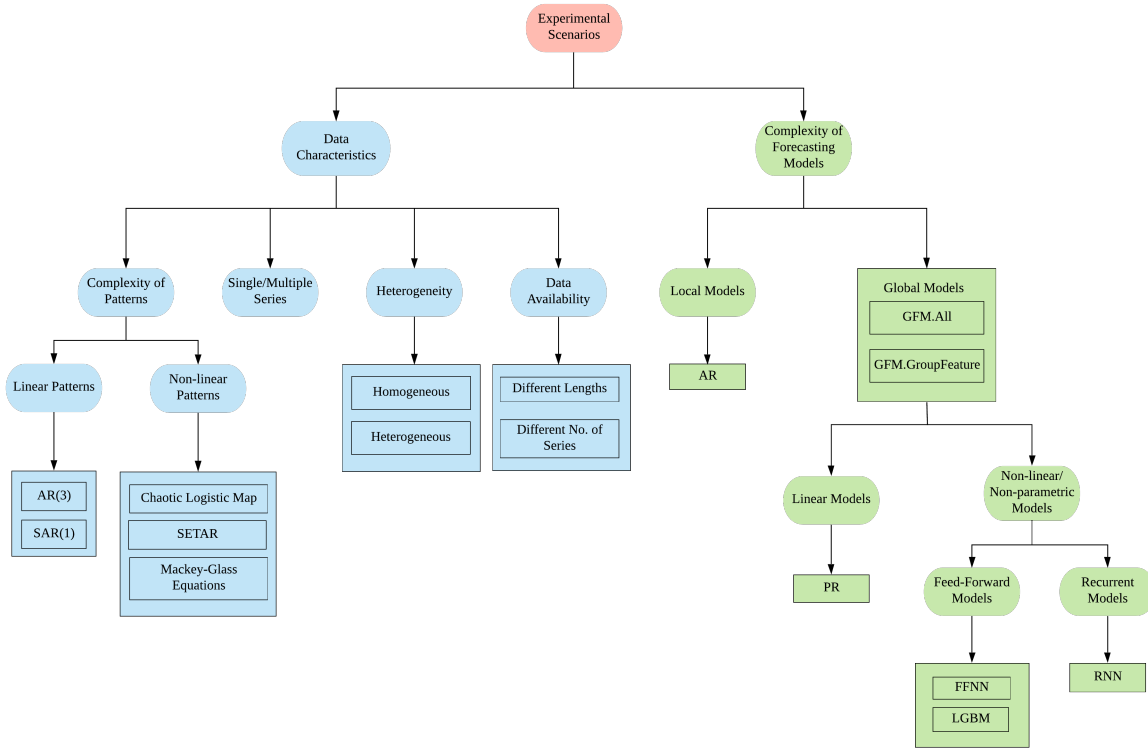 Experimental
Scenarios
Data
Characteristics
Complexity of
Forecasting
Models
Complexity of
Patterns
Single/Multiple
Series
Heterogeneity
Data
Availability
Local Models
Global Models
GFM.All
GFM.GroupFeature
Linear Patterns
Non-linear
Patterns
Homogeneous
Heterogeneous
Different Lengths
Different No. of
Series
AR
AR(3)
SAR(1)
Chaotic Logistic Map
SETAR
Mackey-Glass
Equations
Linear Models
Non-linear/
Non-parametric
Models
PR
Feed-Forward
Models
Recurrent
Models
FFNN
LGBM
RNN